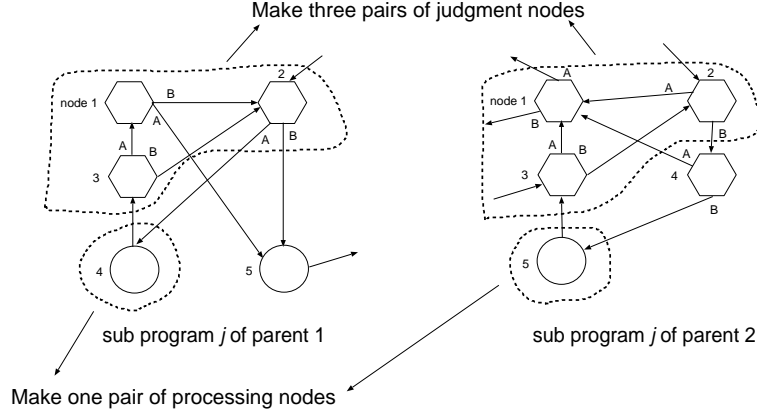 Make three pairs of judgment nodes
2
2
node 1
B
A
A
B
A
B
3
4
5
A
node 1
A
B
B
A
B
A
3
4
B
5
sub program j of parent 1
sub program j of parent 2
Make one pair of processing nodes